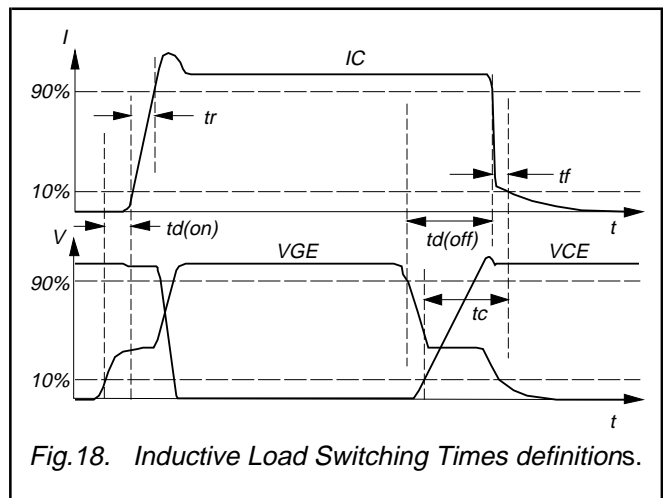 I
IC
90%
tr
10%
tf
t
V
td(on)
td(off)
VGE
VCE
90%
tc
10%
t
Fig.18. Inductive Load Switching Times definitions.